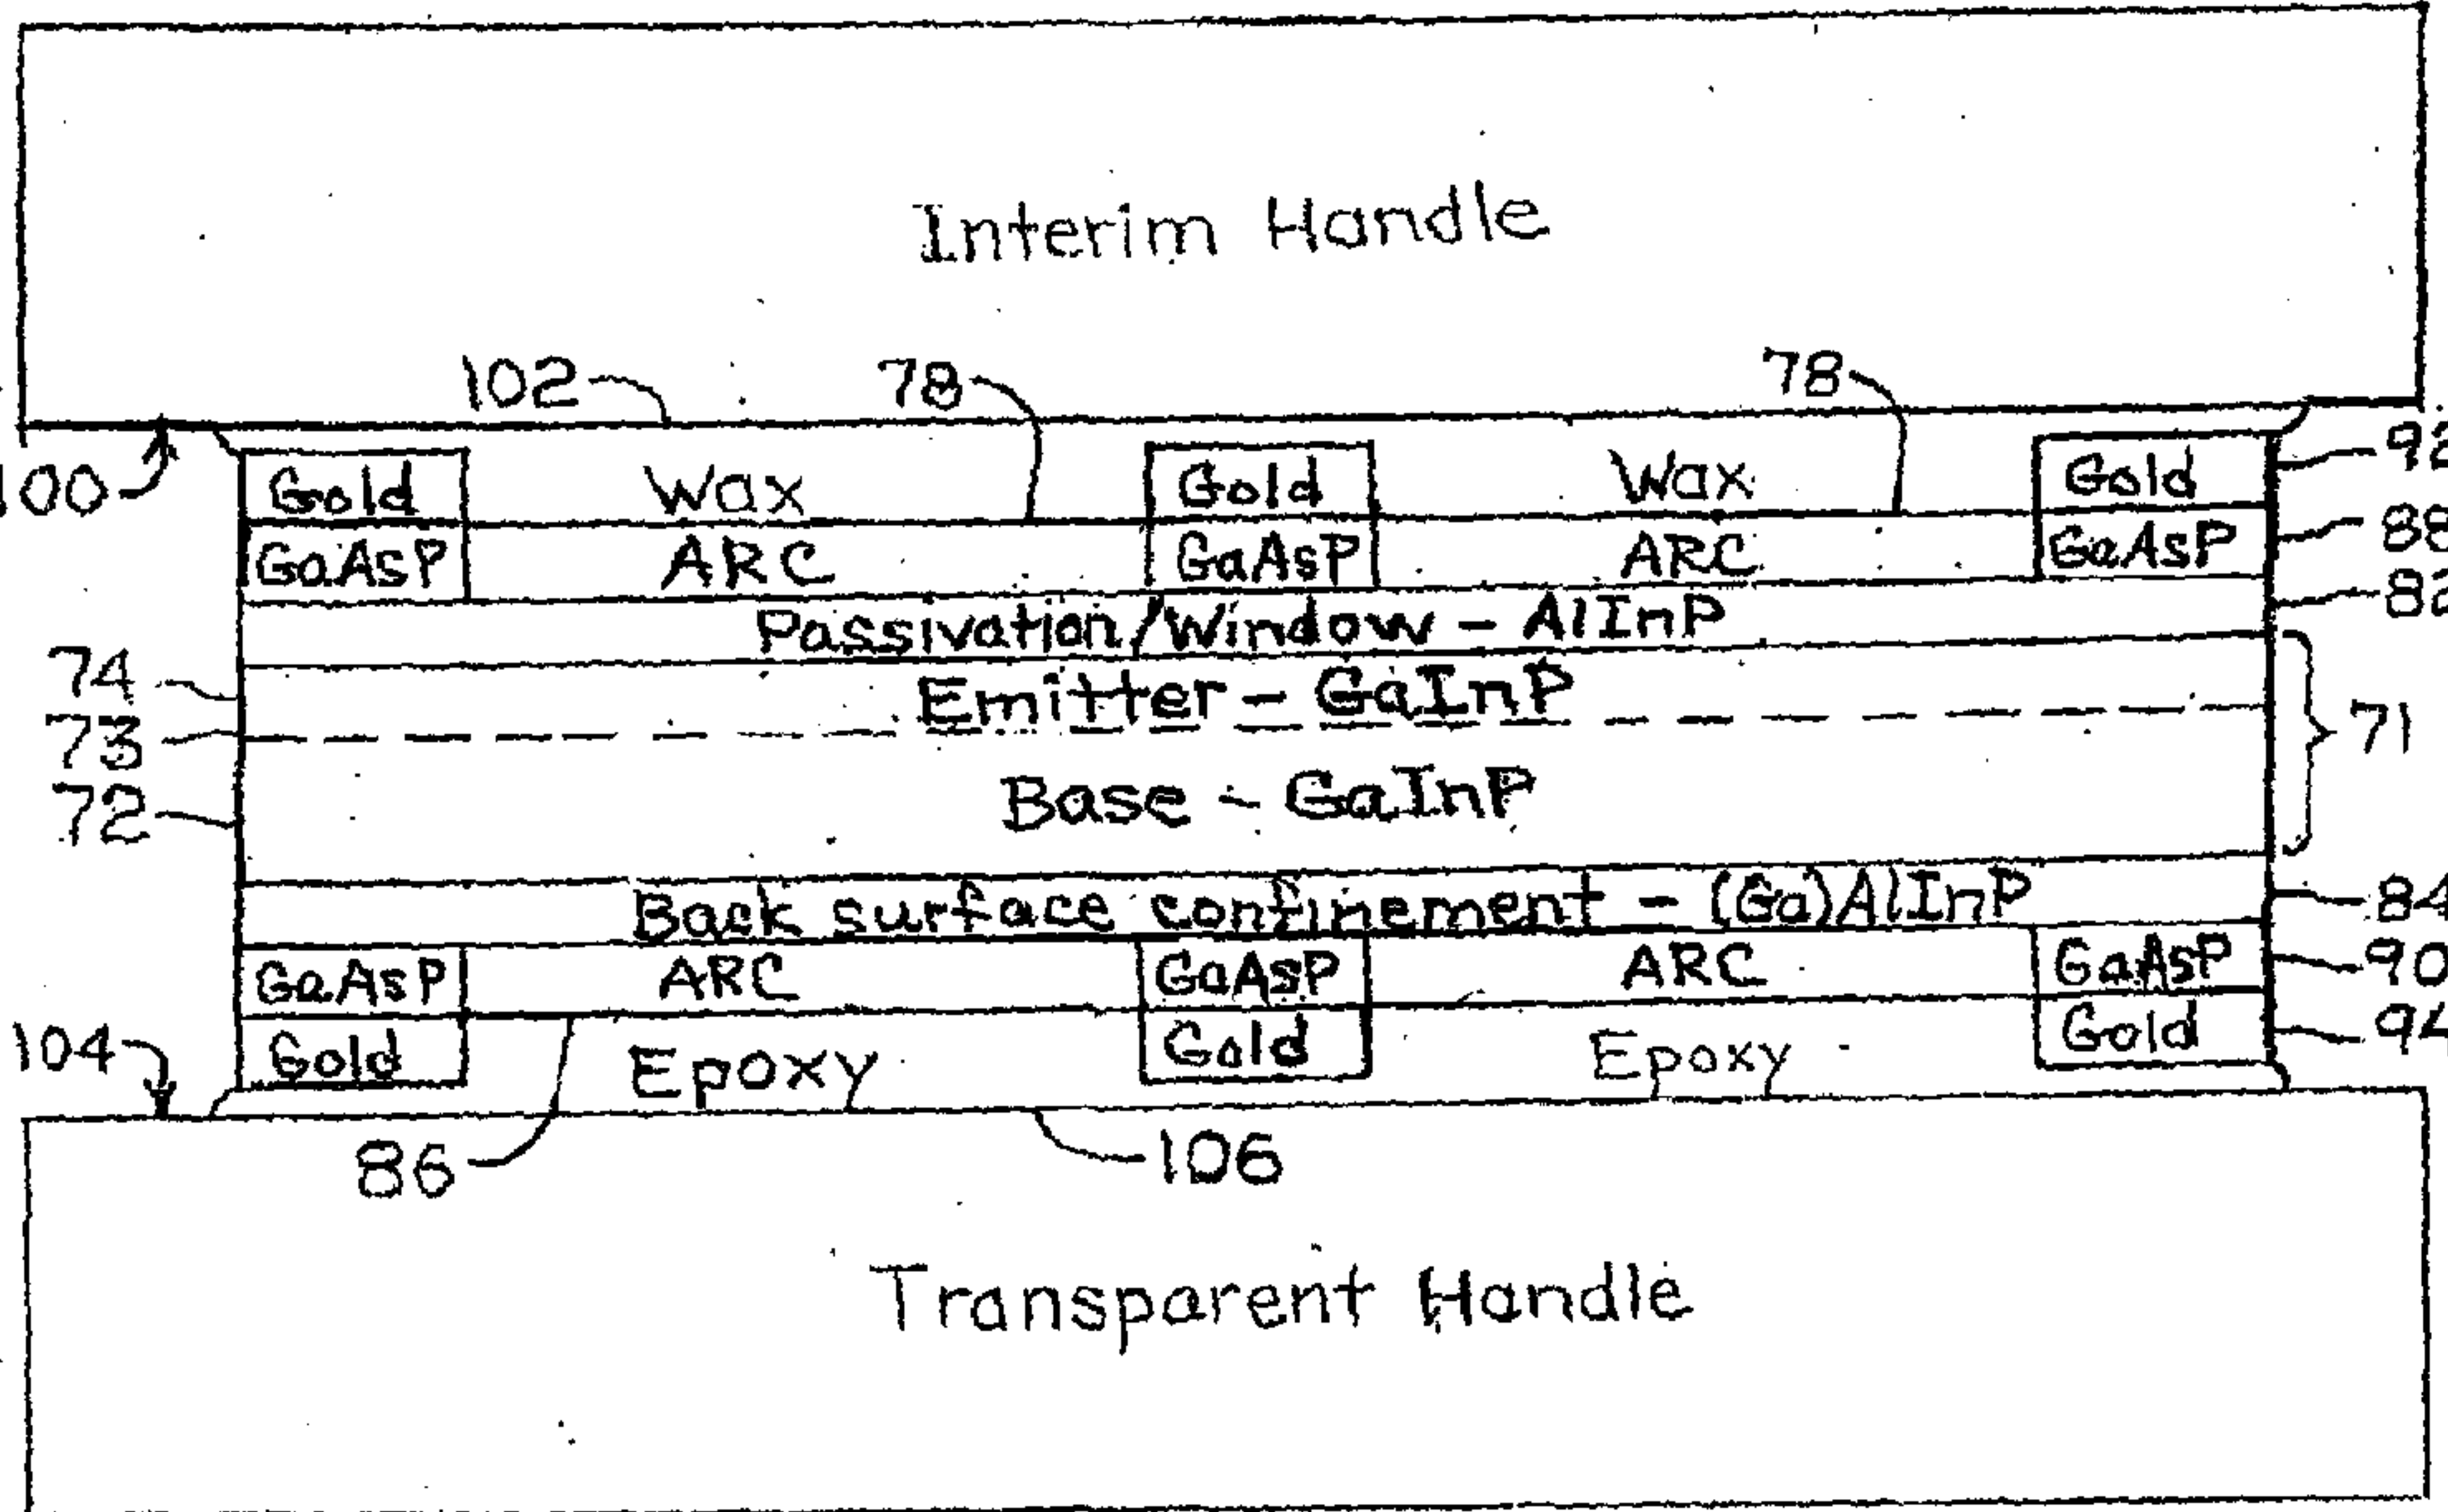 Interim Handle
102 78 78
100 Gold Wax Gold Wax Gold 92
GaAsP ARC GaAsP ARC GaAsP 88
Passivation/Window - AlInP 82
74 Emitter - GaInP
73 71
72 Base - GaInP
Back surface confinement - (Ga)AlInP 84
GaAsP ARC GaAsP ARC GaAsP 90
104 Gold Epoxy Gold Epoxy Gold 94
86 106
Transparent Handle